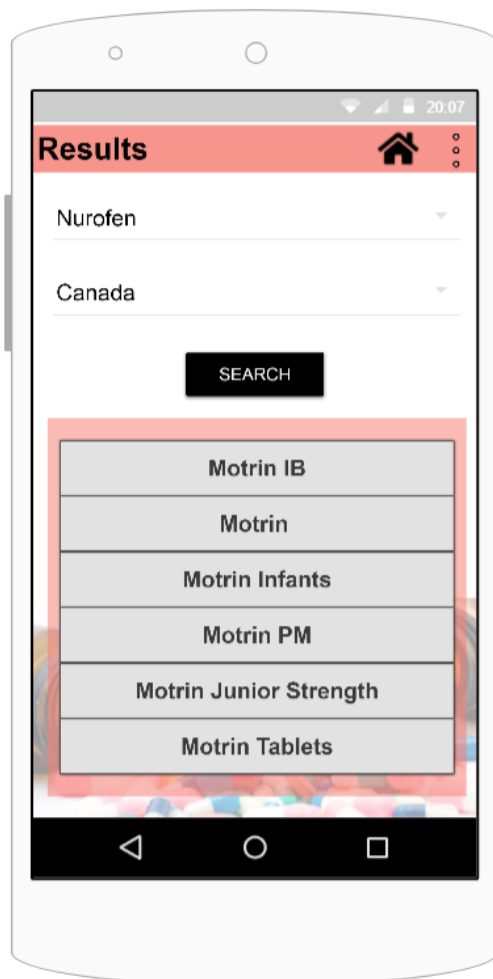 20:07
Results
Nurofen
Canada
SEARCH
Motrin IB
Motrin
Motrin Infants
Motrin PM
Motrin Junior Strength
Motrin Tablets